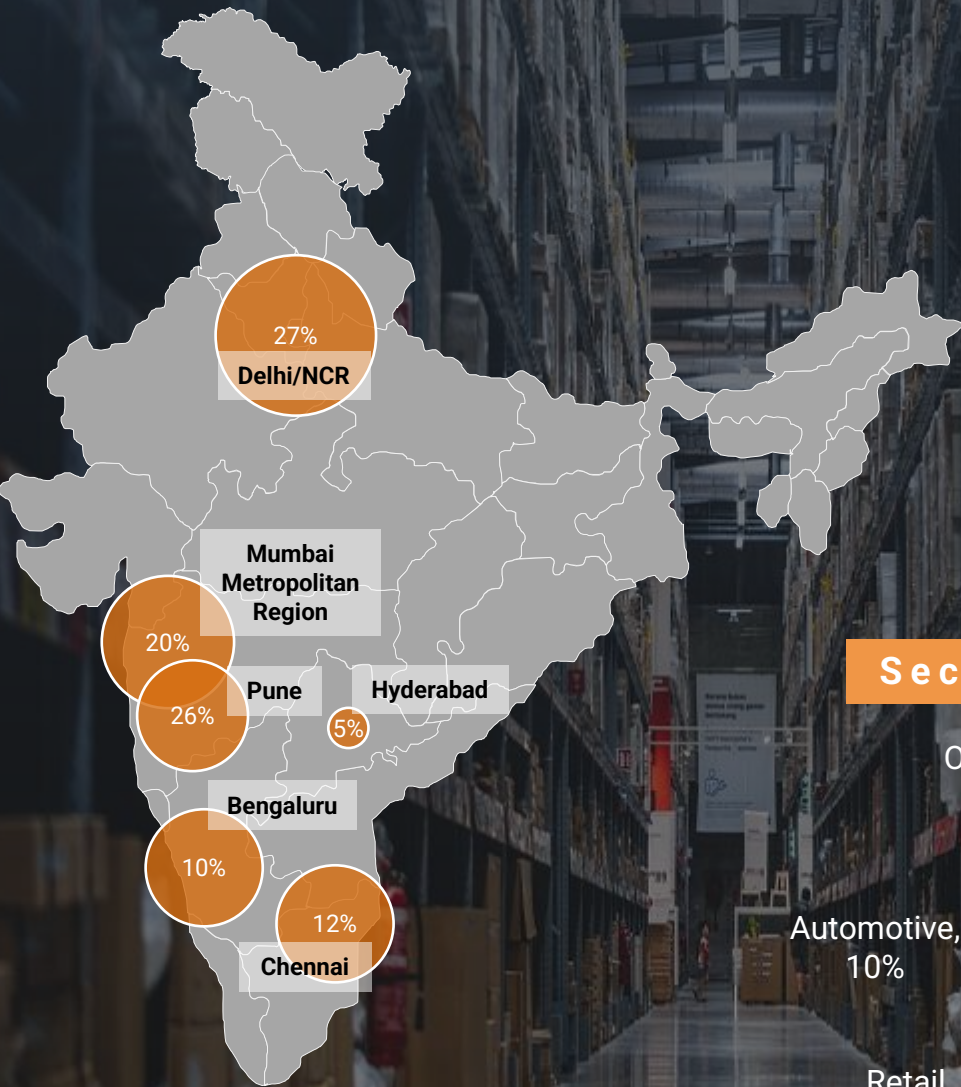 27%
Delhi/NCR
Mumbai
Metropolitan
Region
20%
Pune
26%
Hyderabad
5%
Bengaluru
10%
12%
Chennai
Sec
O
Automotive,
10%
Retail